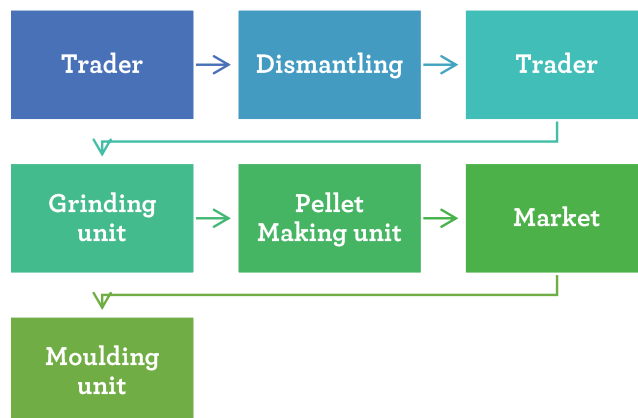 Trader
Dismantling
Trader
Grinding
unit
Pellet
Making unit
Market
Moulding
unit